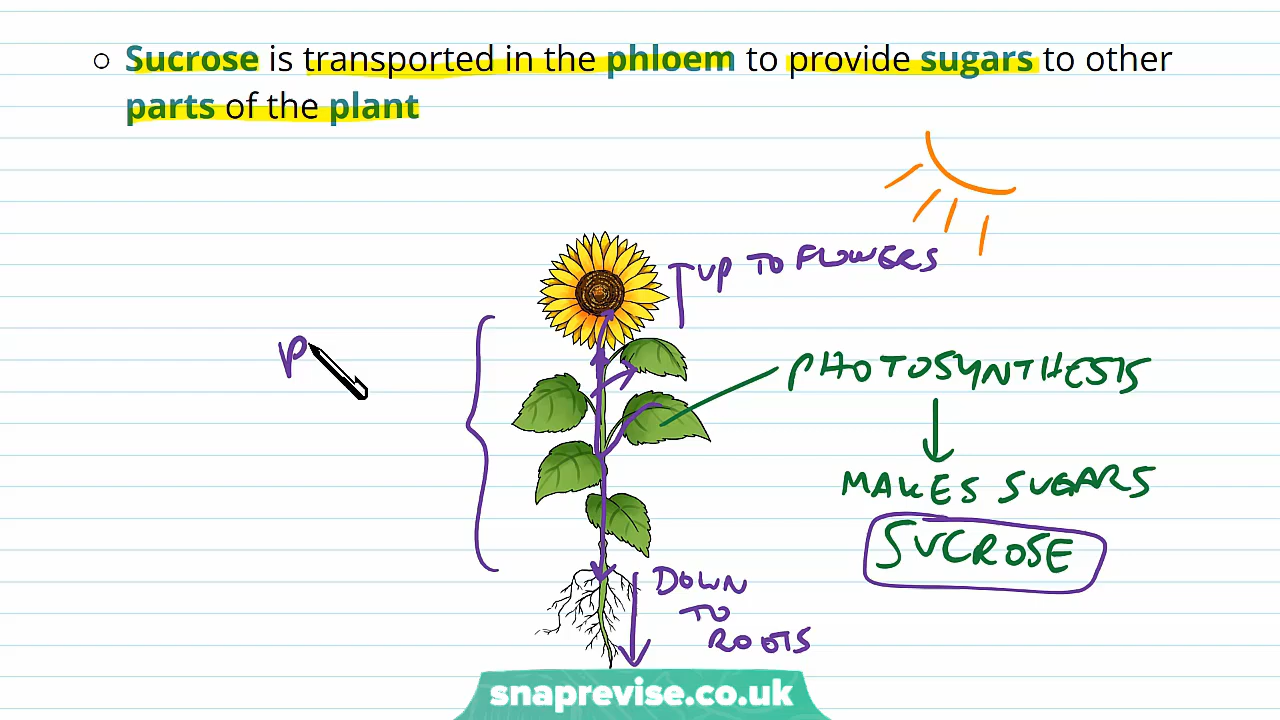 Sucrose is transported in the phloem to provide sugars to other
parts of the plant
UP TO FLOWERS
P
PHOTOSYNTHESIS
MAKES SUGARS
SUCROSE
DOWN
TO
ROOTS
snaprevise.co.uk